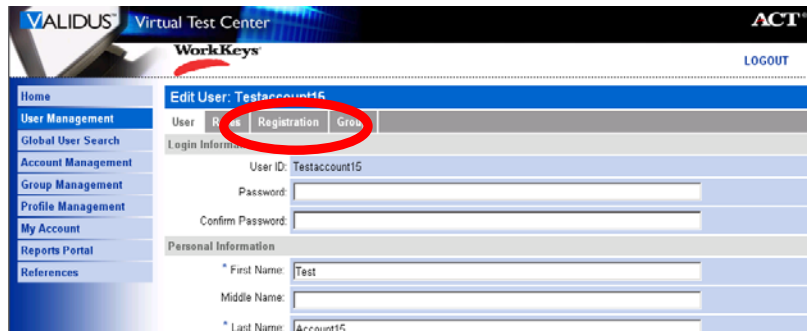 VALIDUS™ Virtual Test Center ACT®
WorkKeys
LOGOUT
Home
User Management
Global User Search
Account Management
Group Management
Profile Management
My Account
Reports Portal
References
Edit User: Testaccount15
User Registration
Login
User ID: Testaccount15
Password:
Confirm Password:
Personal Information
* First Name: Test
Middle Name:
* Last Name: Account15